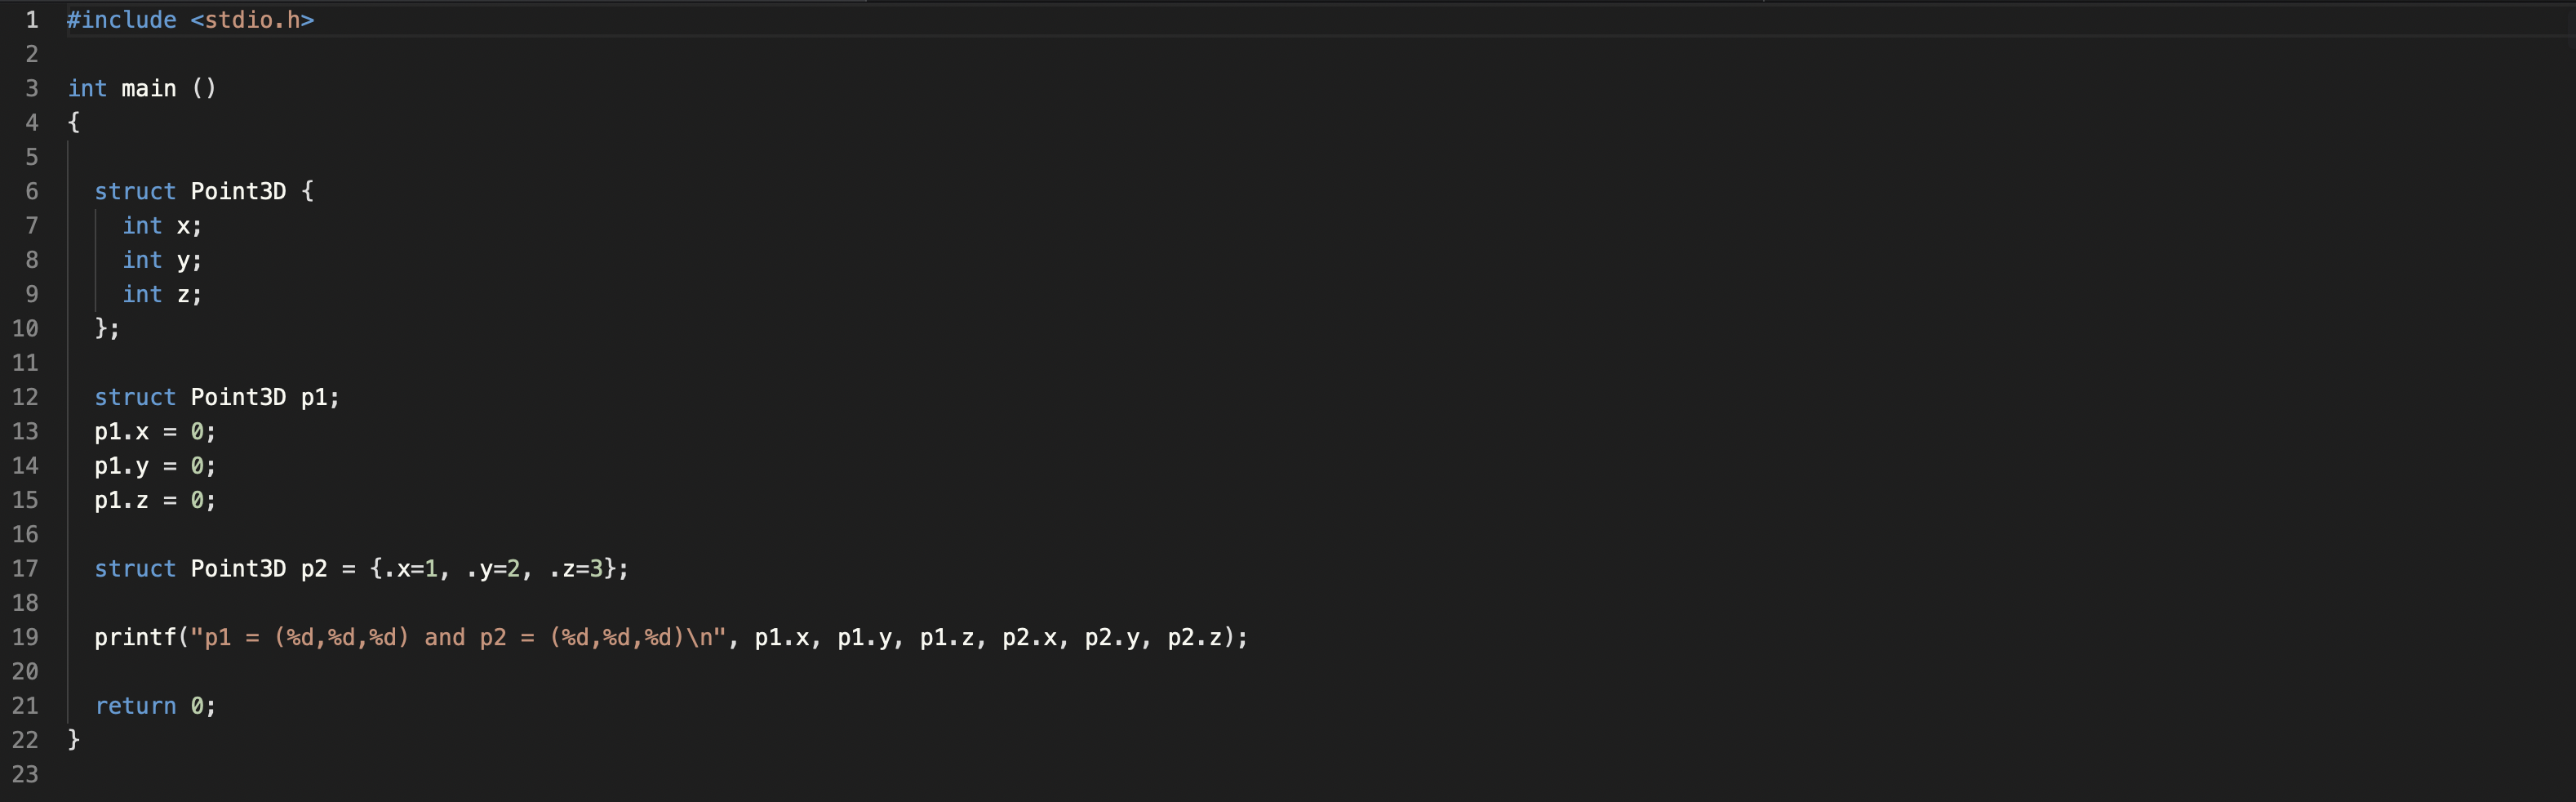 1 #include <stdio.h>
2
3 int main ()
4 {
5
6   struct Point3D {
7     int x;
8     int y;
9     int z;
10   };
11
12   struct Point3D p1;
13   p1.x = 0;
14   p1.y = 0;
15   p1.z = 0;
16
17   struct Point3D p2 = {.x=1, .y=2, .z=3};
18
19   printf("p1 = (%d,%d,%d) and p2 = (%d,%d,%d)\n", p1.x, p1.y, p1.z, p2.x, p2.y, p2.z);
20
21   return 0;
22 }
23